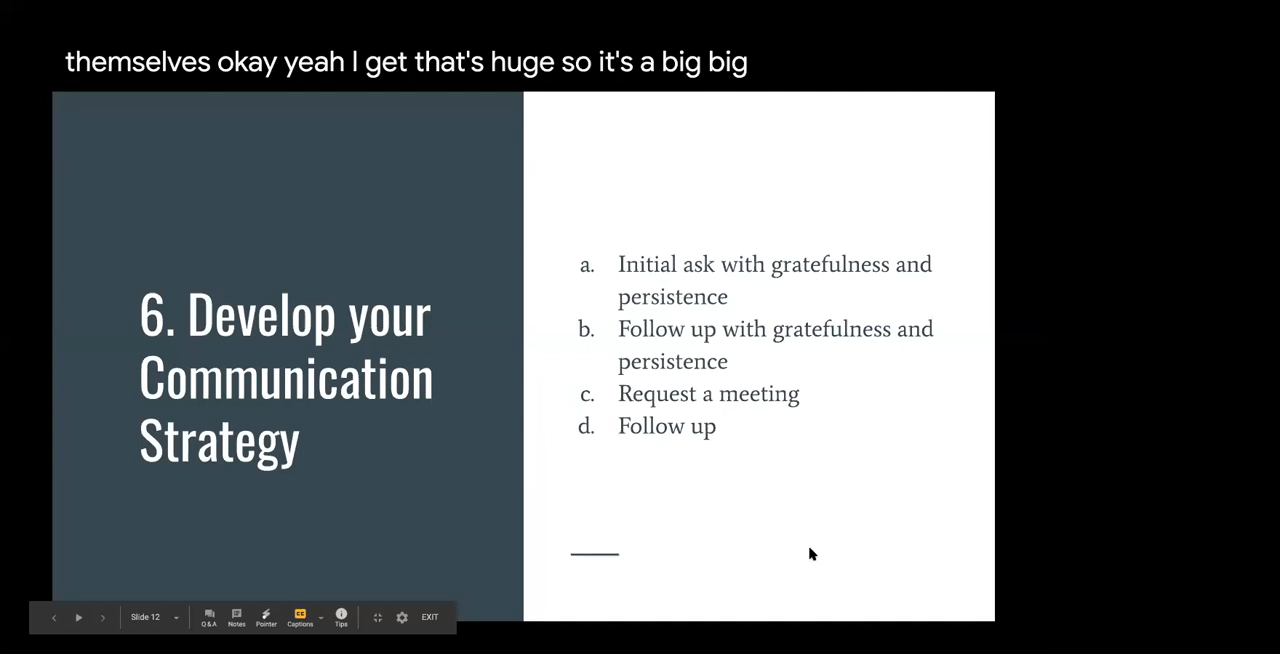 themselves okay yeah I get that's huge so it's a big big
6. Develop your
Communication
Strategy
a. Initial ask with gratefulness and
persistence
b. Follow up with gratefulness and
persistence
c. Request a meeting
d. Follow up
Slide 12
Q&A
Notes
Pointer
CC
Captions
Tips
EXIT